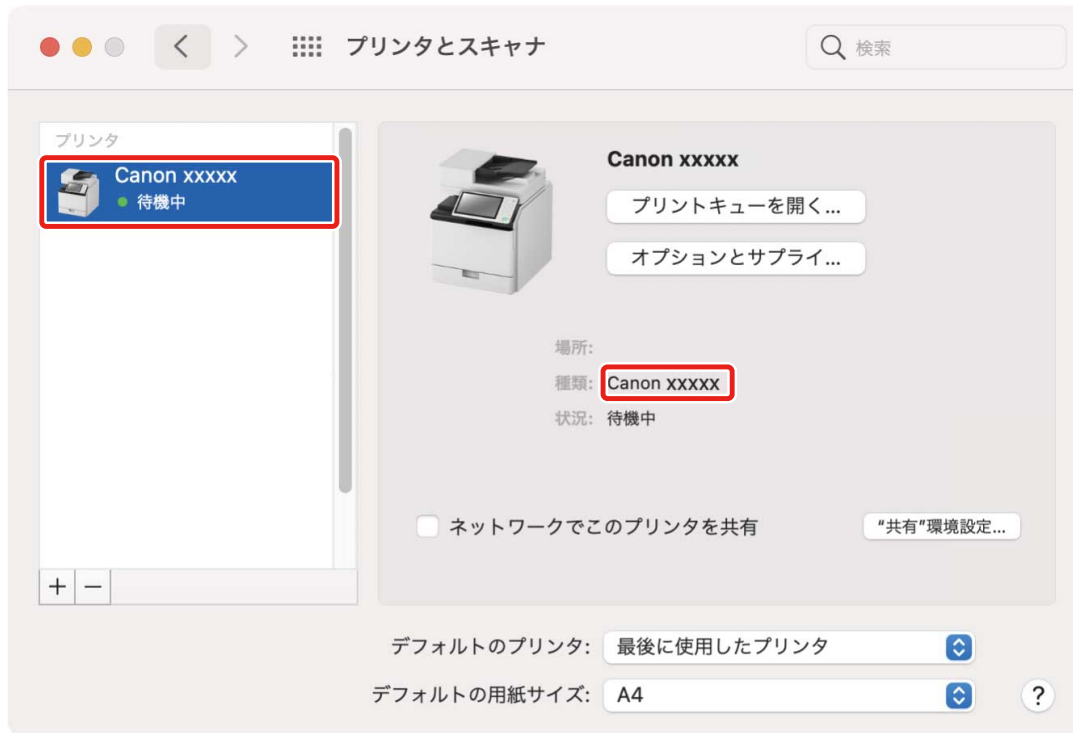 プリンタとスキャナ
検索
プリンタ
Canon xxxxx
待機中
Canon xxxxx
プリントキューを開く...
オプションとサプライ...
場所:
種類: Canon xxxxx
状況: 待機中
ネットワークでこのプリンタを共有
“共有”環境設定...
+ −
デフォルトのプリンタ: 最後に使用したプリンタ
デフォルトの用紙サイズ: A4
?